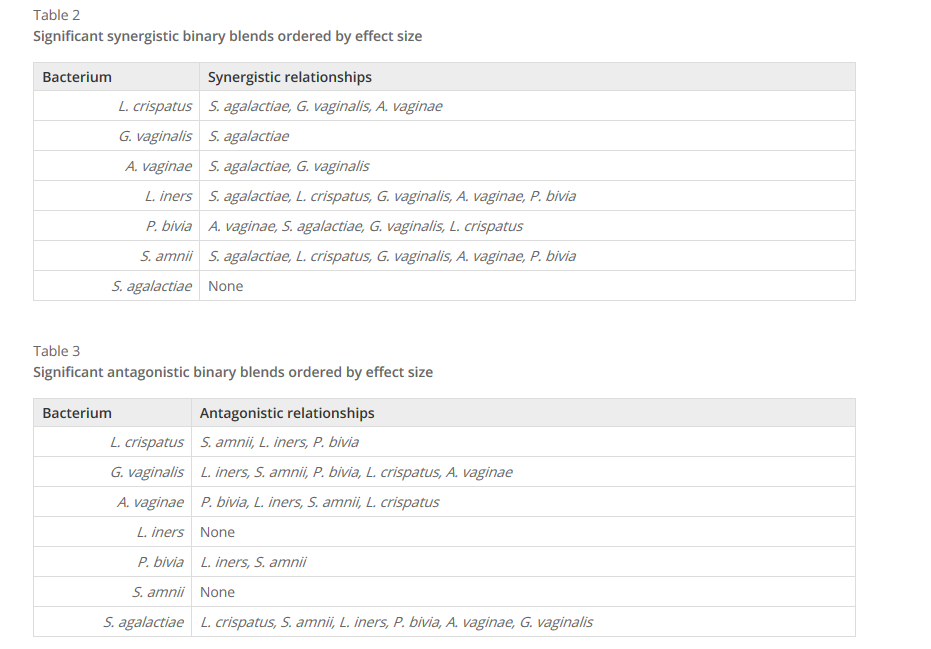 Table 2
Significant synergistic binary blends ordered by effect size
Bacterium Synergistic relationships
L. crispatus S. agalactiae, G. vaginalis, A. vaginae
G. vaginalis S. agalactiae
A. vaginae S. agalactiae, G. vaginalis
L. iners S. agalactiae, L. crispatus, G. vaginalis, A. vaginae, P. bivia
P. bivia A. vaginae, S. agalactiae, G. vaginalis, L. crispatus
S. amnii S. agalactiae, L. crispatus, G. vaginalis, A. vaginae, P. bivia
S. agalactiae None
Table 3
Significant antagonistic binary blends ordered by effect size
Bacterium Antagonistic relationships
L. crispatus S. amnii, L. iners, P. bivia
G. vaginalis L. iners, S. amnii, P. bivia, L. crispatus, A. vaginae
A. vaginae P. bivia, L. iners, S. amnii, L. crispatus
L. iners None
P. bivia L. iners, S. amnii
S. amnii None
S. agalactiae L. crispatus, S. amnii, L. iners, P. bivia, A. vaginae, G. vaginalis